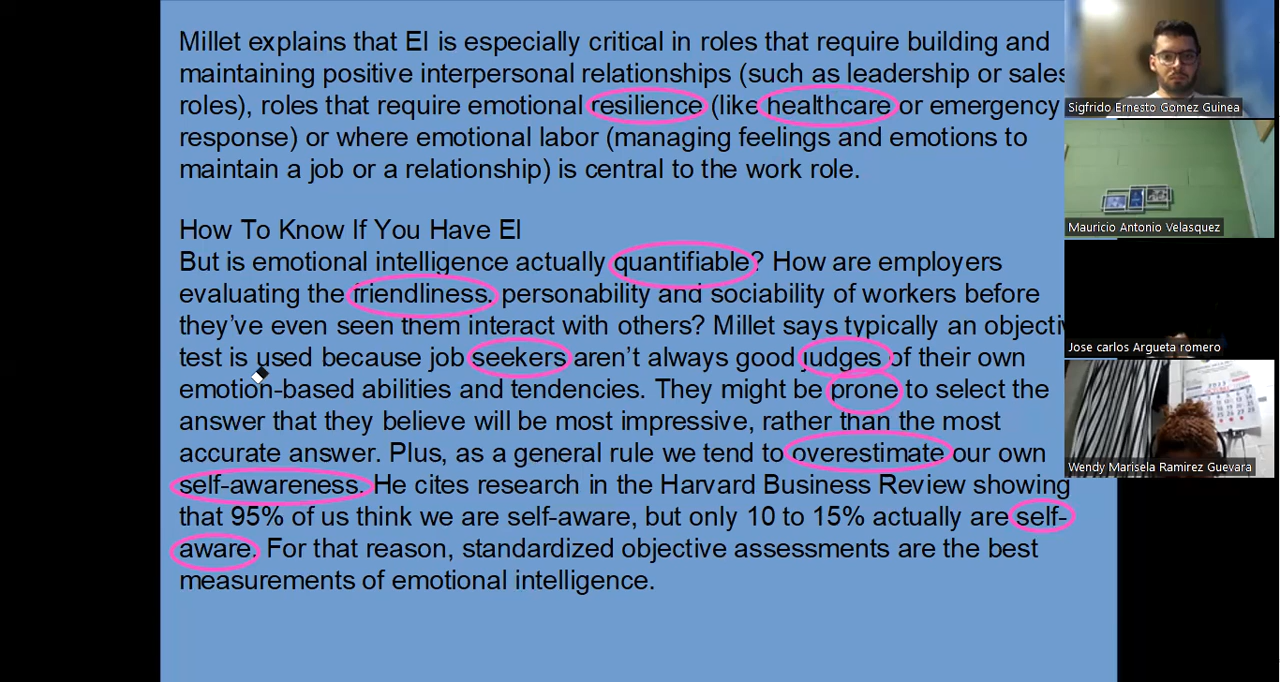 Millet explains that EI is especially critical in roles that require building and
maintaining positive interpersonal relationships (such as leadership or sales
roles), roles that require emotional resilience (like healthcare or emergency
response) or where emotional labor (managing feelings and emotions to
maintain a job or a relationship) is central to the work role.
How To Know If You Have EI
But is emotional intelligence actually quantifiable? How are employers
evaluating the friendliness, personability and sociability of workers before
they've even seen them interact with others? Millet says typically an objectiv
test is used because job seekers aren't always good judges of their own
emotion-based abilities and tendencies. They might be prone to select the
answer that they believe will be most impressive, rather than the most
accurate answer. Plus, as a general rule we tend to overestimate our own
self-awareness. He cites research in the Harvard Business Review showing
that 95% of us think we are self-aware, but only 10 to 15% actually are self-
aware. For that reason, standardized objective assessments are the best
measurements of emotional intelligence.
Sigfrido Ernesto Gomez Guinea
Mauricio Antonio Velasquez
Jose carlos Argueta romero
Wendy Marisela Ramirez Guevara